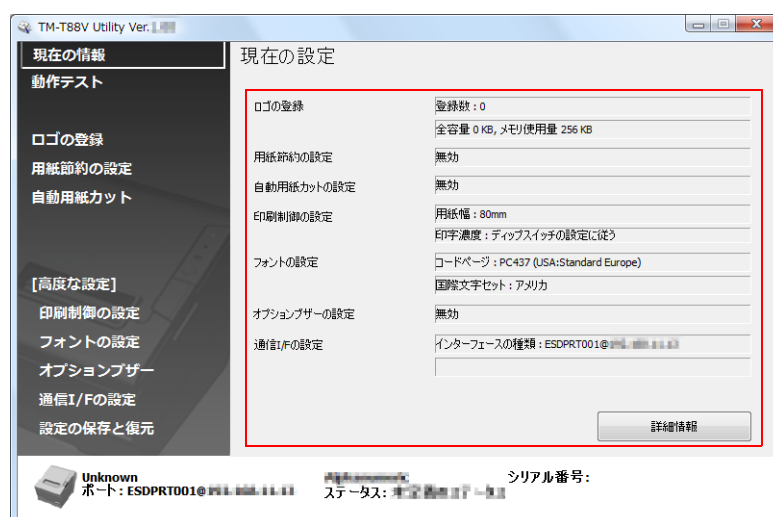 TM-T88V Utility Ver.
現在の情報
動作テスト
ロゴの登録
用紙節約の設定
自動用紙カット
[高度な設定]
印刷制御の設定
フォントの設定
オプションブザー
通信I/Fの設定
設定の保存と復元
現在の設定
ロゴの登録 登録数 : 0
全容量 0 KB, メモリ使用量 256 KB
用紙節約の設定 無効
自動用紙カットの設定 無効
印刷制御の設定 用紙幅 : 80mm
印字濃度 : ディップスイッチの設定に従う
フォントの設定 コードページ : PC437 (USA:Standard Europe)
国際文字セット : アメリカ
オプションブザーの設定 無効
通信I/Fの設定 インターフェースの種類 : ESDPRT001@
詳細情報
Unknown
ポート : ESDPRT001@
ステータス:
シリアル番号: